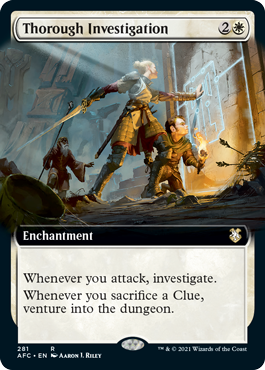 Thorough Investigation 2
Enchantment
Whenever you attack, investigate.
Whenever you sacrifice a Clue,
venture into the dungeon.
281 R
AFC • EN AARON J. RILEY ™ & © 2021 Wizards of the Coast